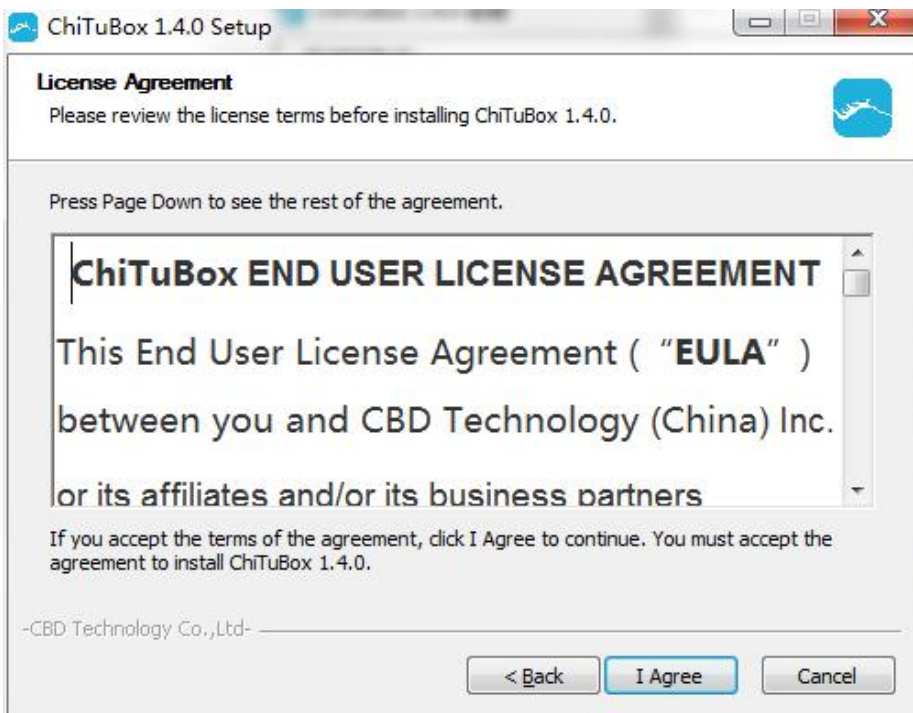 ChiTuBox 1.4.0 Setup
License Agreement
Please review the license terms before installing ChiTuBox 1.4.0.
Press Page Down to see the rest of the agreement.
ChiTuBox END USER LICENSE AGREEMENT
This End User License Agreement ( “EULA” )
between you and CBD Technology (China) Inc.
or its affiliates and/or its business partners
If you accept the terms of the agreement, click I Agree to continue. You must accept the
agreement to install ChiTuBox 1.4.0.
-CBD Technology Co.,Ltd-
< Back
I Agree
Cancel